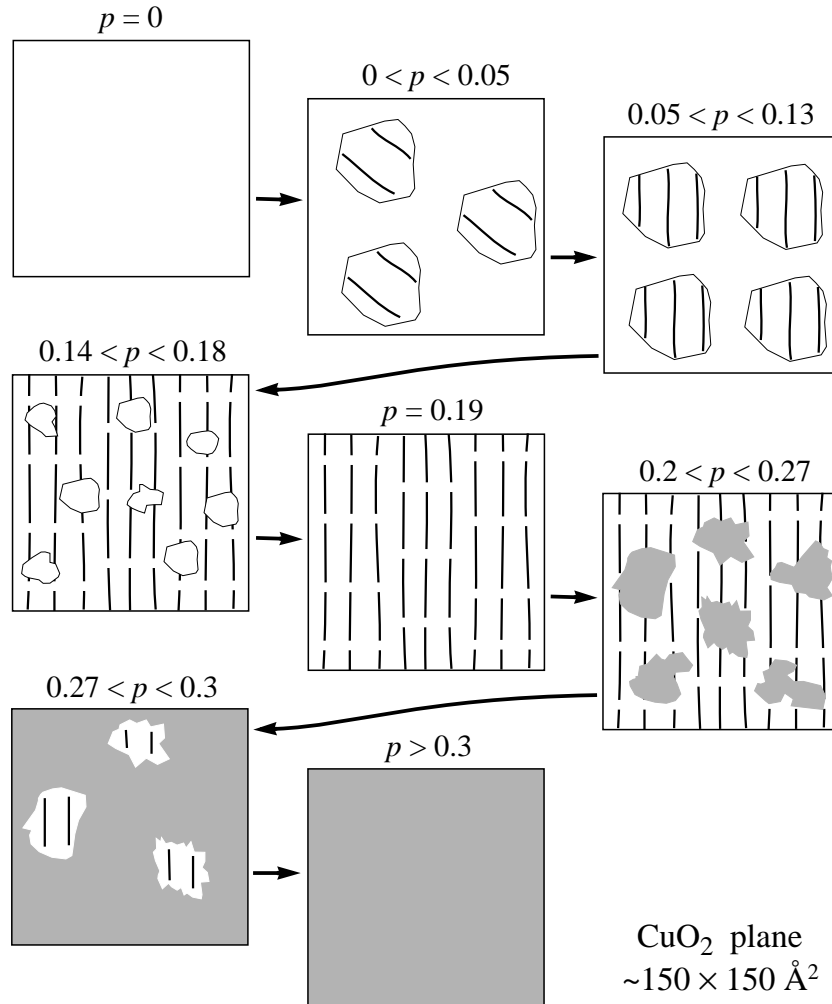 p = 0
0 < p < 0.05
0.05 < p < 0.13
0.14 < p < 0.18
p = 0.19
0.2 < p < 0.27
0.27 < p < 0.3
p > 0.3
CuO₂ plane
~150 × 150 Å²